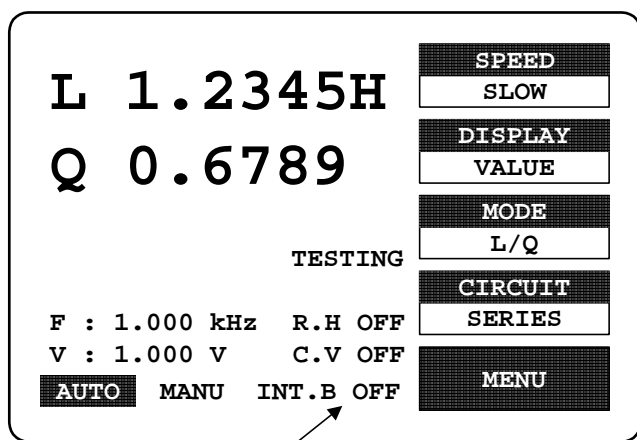 L 1.2345H
Q 0.6789
TESTING
F : 1.000 kHz R.H OFF
V : 1.000 V C.V OFF
AUTO MANU INT.B OFF
SPEED
SLOW
DISPLAY
VALUE
MODE
L/Q
CIRCUIT
SERIES
MENU